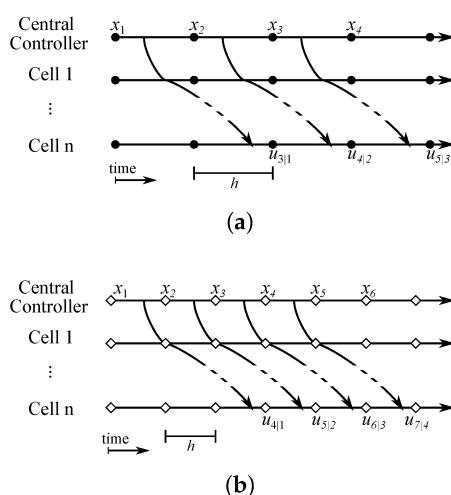 Central Controller x₁ x₂ x₃ x₄
Cell 1
⋮
Cell n u₃|₁ u₄|₂ u₅|₃
time h
(a)
Central Controller x₁ x₂ x₃ x₄ x₅ x₆
Cell 1
⋮
Cell n u₄|₁ u₅|₂ u₆|₃ u₇|₄
time h
(b)